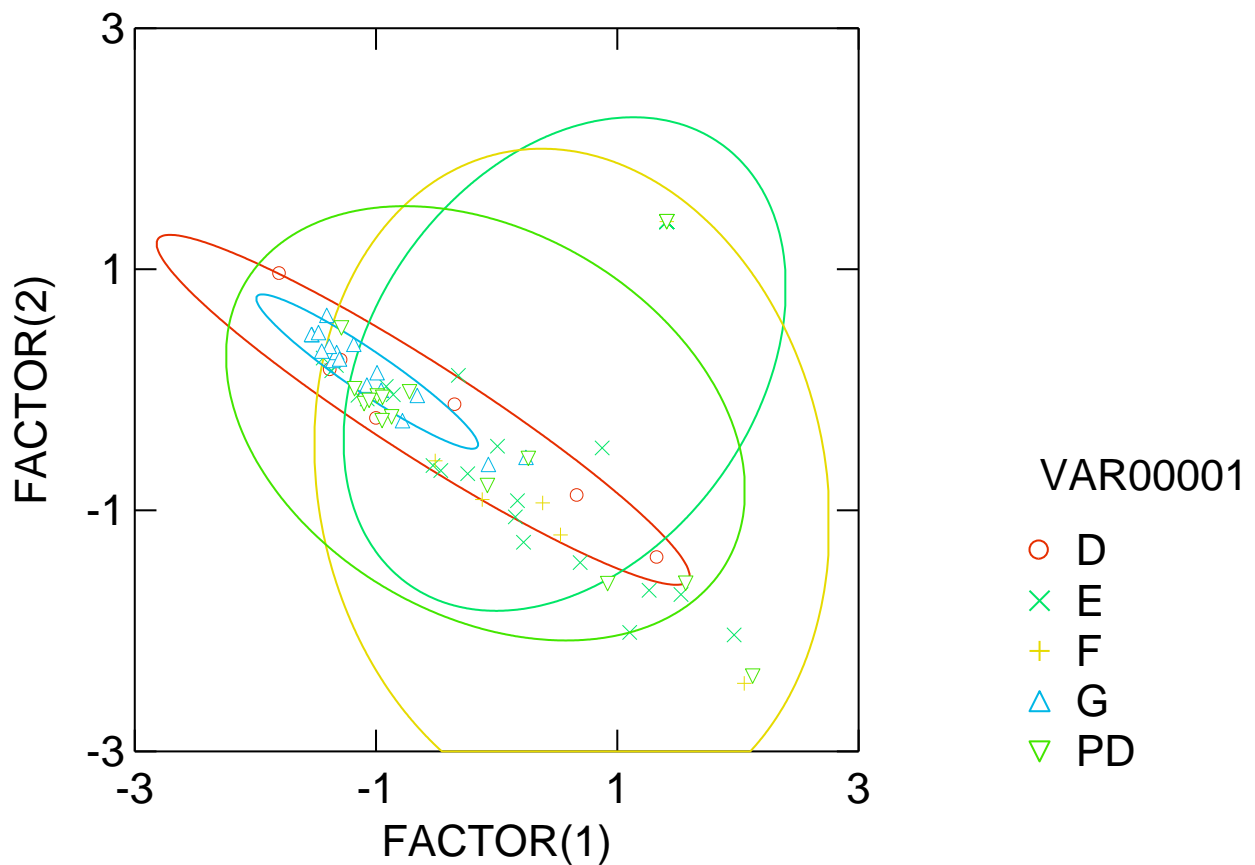 3
1
-1
-3
-3
-1
1
3
FACTOR(2)
FACTOR(1)
VAR00001
D
E
F
G
PD